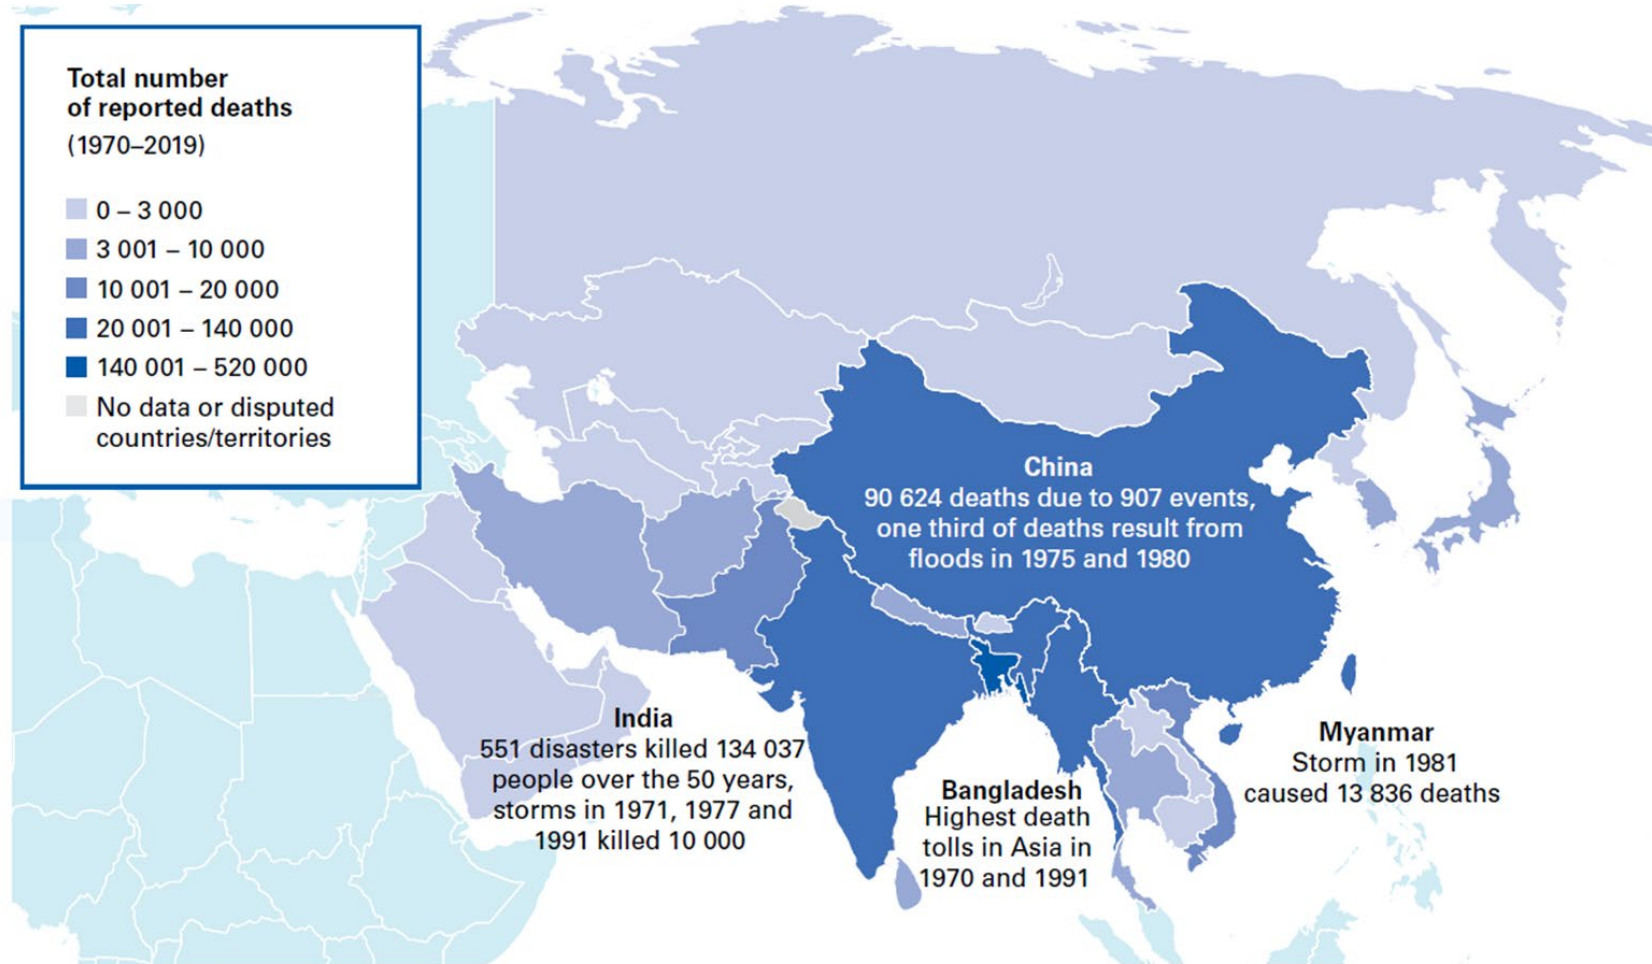 Total number
of reported deaths
(1970–2019)
0 – 3 000
3 001 – 10 000
10 001 – 20 000
20 001 – 140 000
140 001 – 520 000
No data or disputed
countries/territories
China
90 624 deaths due to 907 events,
one third of deaths result from
floods in 1975 and 1980
India
551 disasters killed 134 037
people over the 50 years,
storms in 1971, 1977 and
1991 killed 10 000
Bangladesh
Highest death
tolls in Asia in
1970 and 1991
Myanmar
Storm in 1981
caused 13 836 deaths